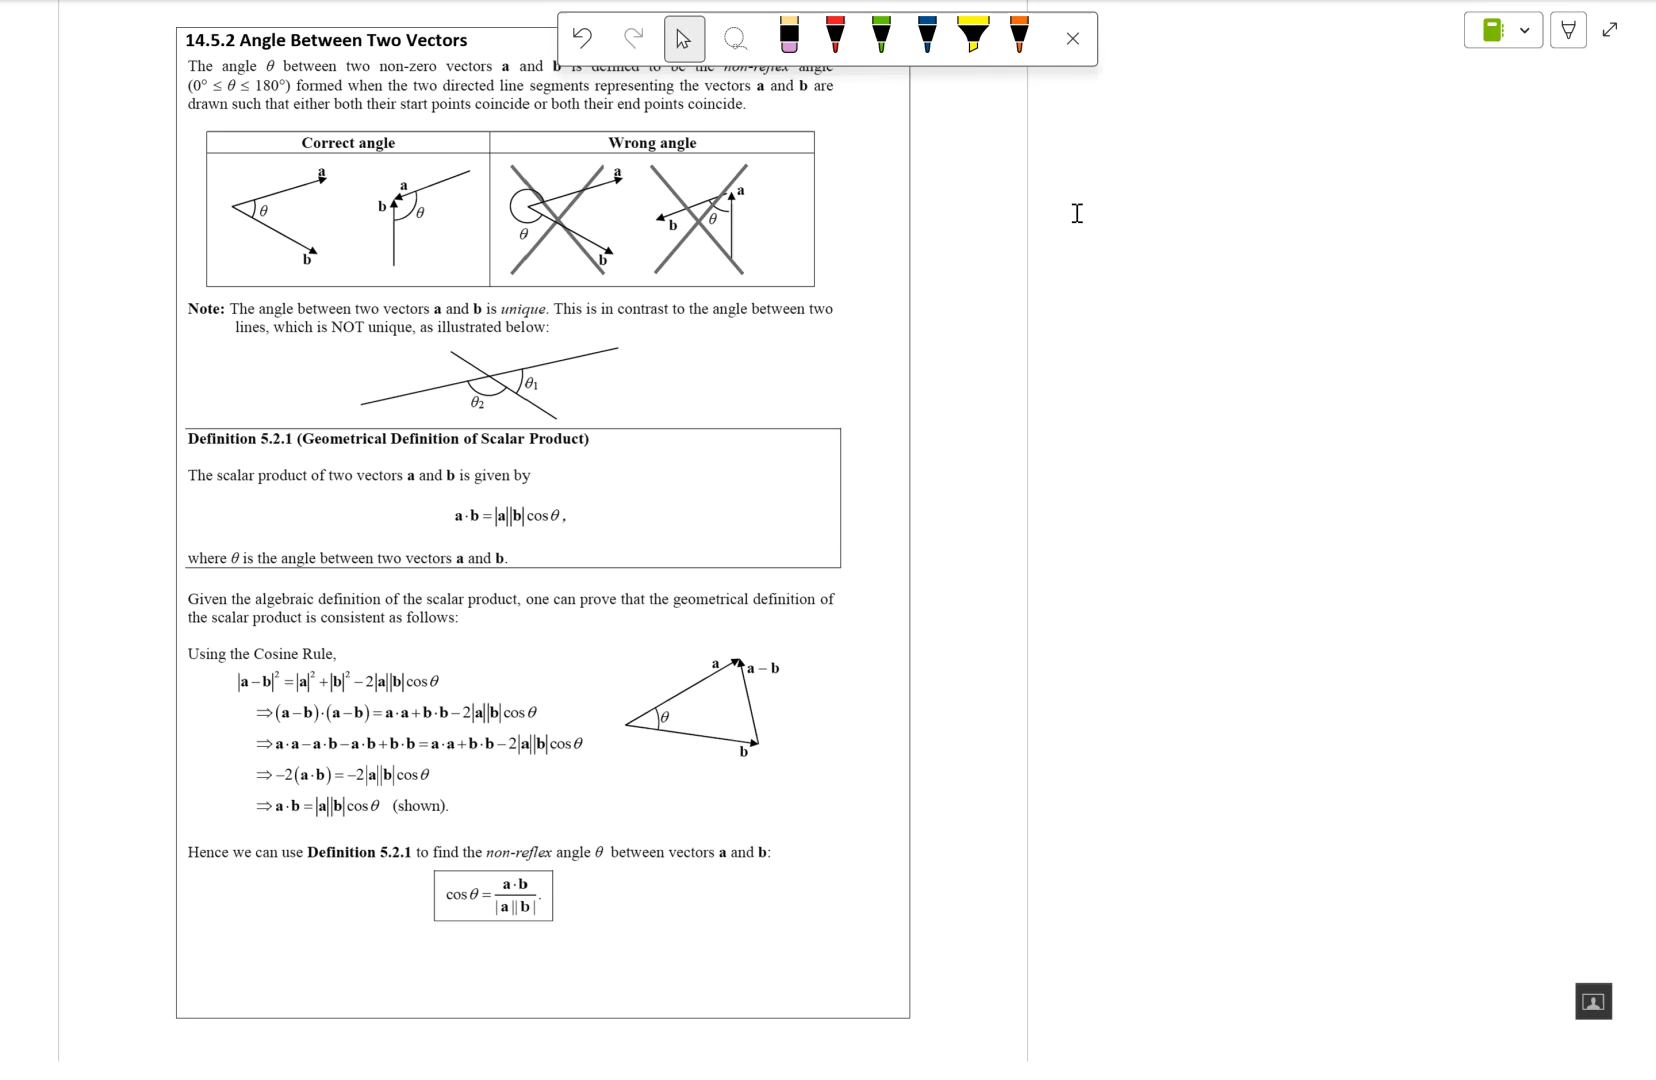 14.5.2 Angle Between Two Vectors
The angle θ between two non-zero vectors a and b is defined to be the non-reflex angle
(0° ≤ θ ≤ 180°) formed when the two directed line segments representing the vectors a and b are
drawn such that either both their start points coincide or both their end points coincide.
Correct angle
Wrong angle
a
θ
b
a
b
θ
a
θ
b
a
b
θ
Note: The angle between two vectors a and b is unique. This is in contrast to the angle between two
lines, which is NOT unique, as illustrated below:
θ₁
θ₂
Definition 5.2.1 (Geometrical Definition of Scalar Product)
The scalar product of two vectors a and b is given by
a·b = |a||b| cos θ,
where θ is the angle between two vectors a and b.
Given the algebraic definition of the scalar product, one can prove that the geometrical definition of
the scalar product is consistent as follows:
Using the Cosine Rule,
|a−b|² = |a|² + |b|² − 2|a||b| cos θ
⇒ (a−b)·(a−b) = a·a + b·b − 2|a||b| cos θ
⇒ a·a − a·b − a·b + b·b = a·a + b·b − 2|a||b| cos θ
⇒ −2(a·b) = −2|a||b| cos θ
⇒ a·b = |a||b| cos θ (shown).
a
a − b
θ
b
Hence we can use Definition 5.2.1 to find the non-reflex angle θ between vectors a and b:
cos θ = a·b / |a||b|.